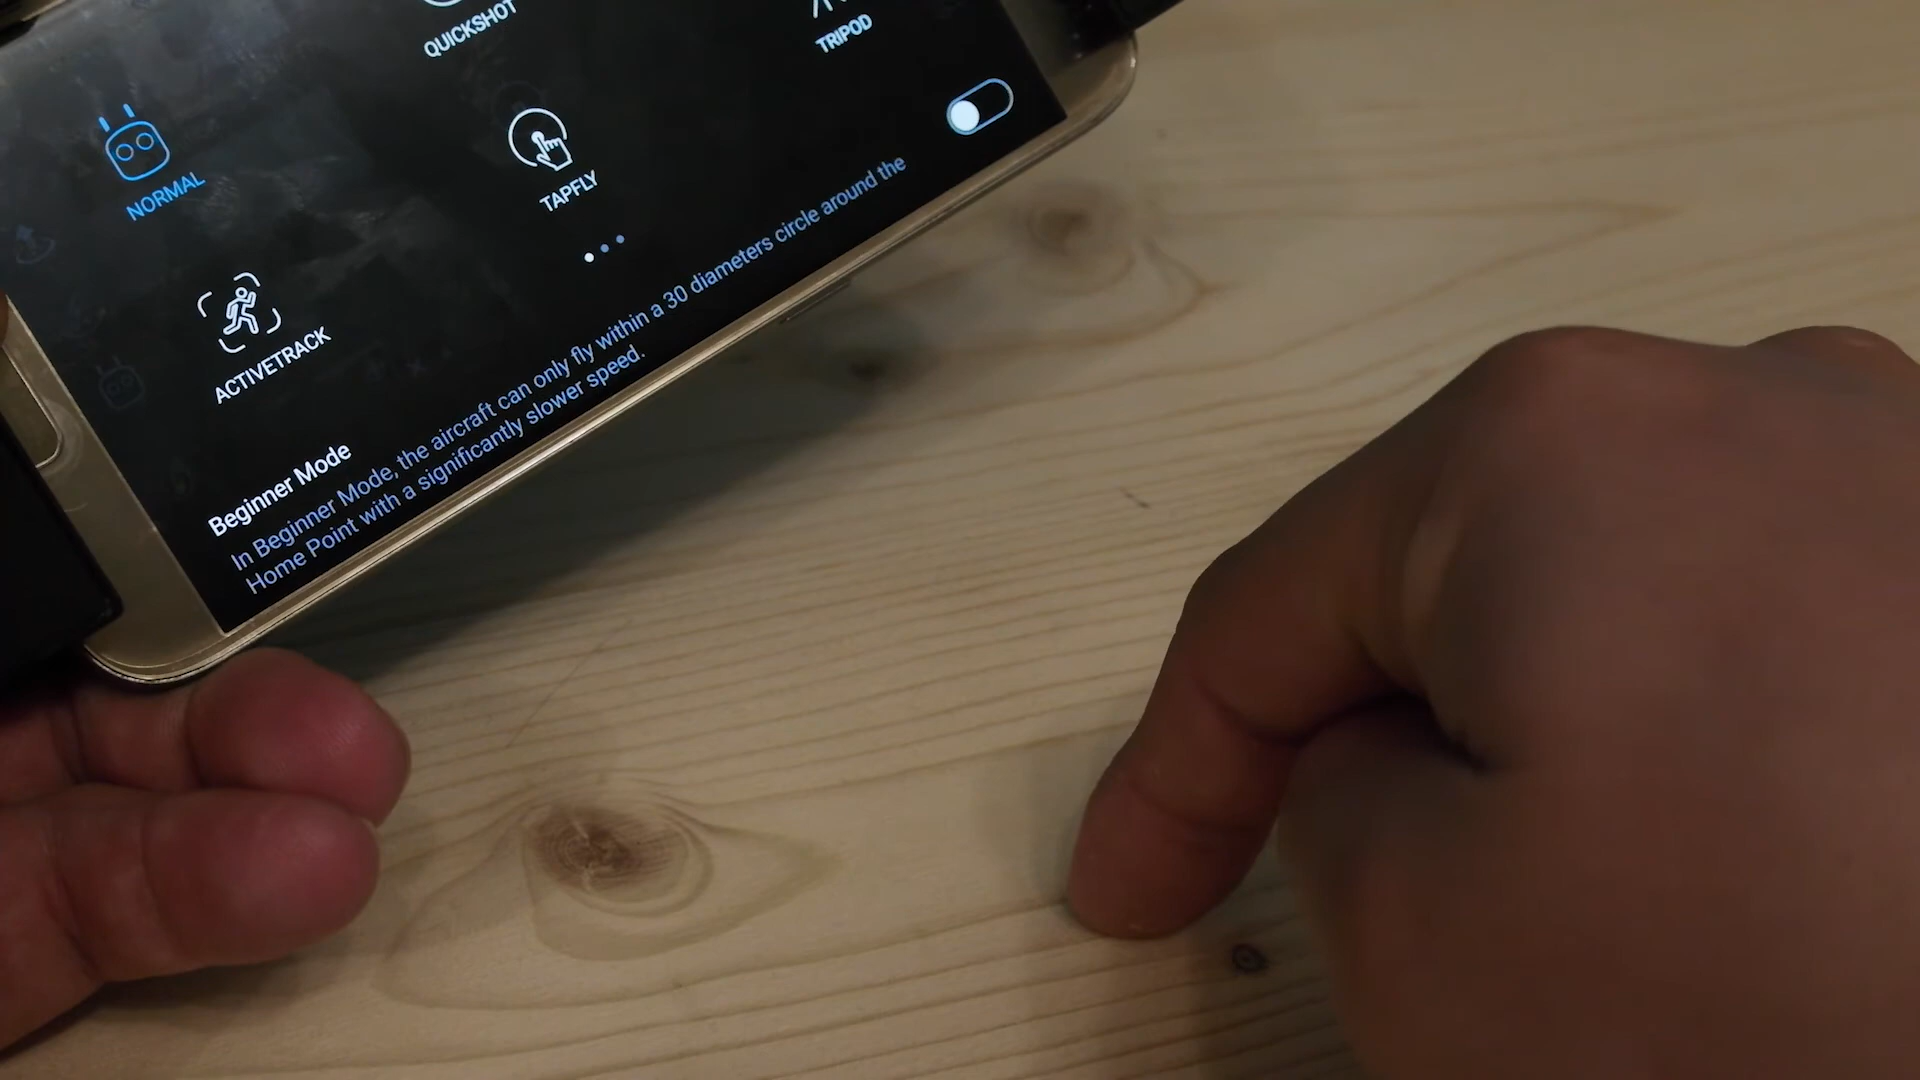 QUICKSHOT
TRIPOD
NORMAL
TAPFLY
ACTIVETRACK
Beginner Mode
In Beginner Mode, the aircraft can only fly within a 30 diameters circle around the
Home Point with a significantly slower speed.